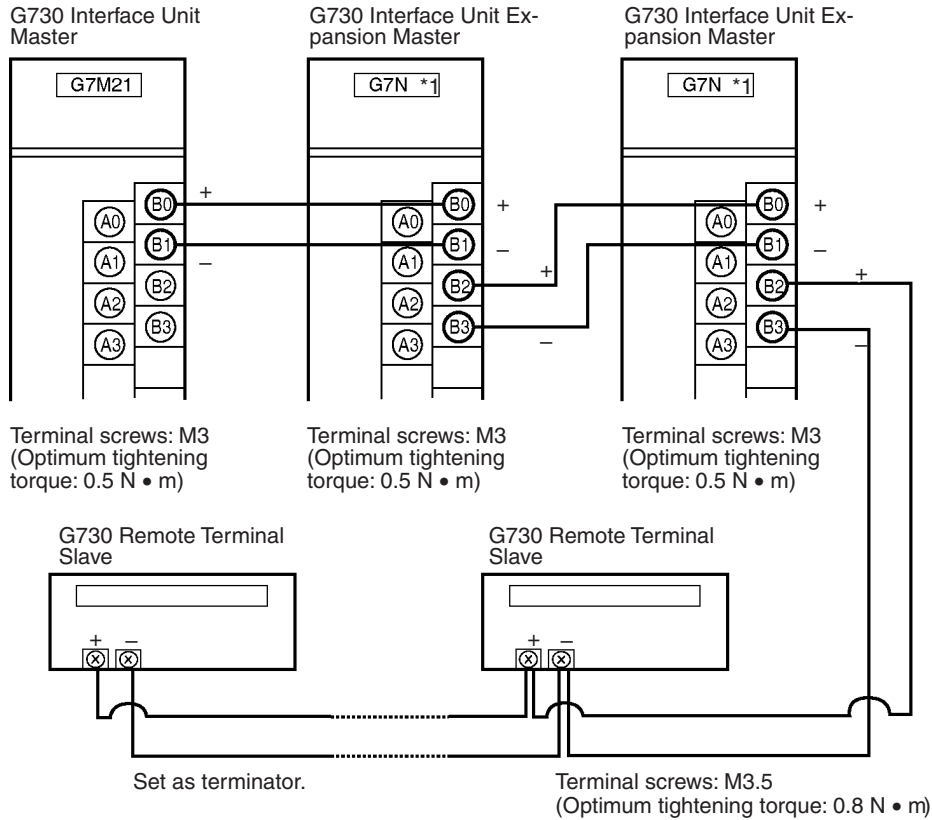 G730 Interface Unit
Master
G730 Interface Unit Ex-
pansion Master
G730 Interface Unit Ex-
pansion Master
G7M21
G7N *1
G7N *1
A0
A1
A2
A3
B0
B1
B2
B3
+
–
A0
A1
A2
A3
B0
B1
B2
B3
+
–
+
–
A0
A1
A2
A3
B0
B1
B2
B3
+
–
+
–
Terminal screws: M3
(Optimum tightening
torque: 0.5 N • m)
Terminal screws: M3
(Optimum tightening
torque: 0.5 N • m)
Terminal screws: M3
(Optimum tightening
torque: 0.5 N • m)
G730 Remote Terminal
Slave
+ –
G730 Remote Terminal
Slave
+ –
Set as terminator.
Terminal screws: M3.5
(Optimum tightening torque: 0.8 N • m)